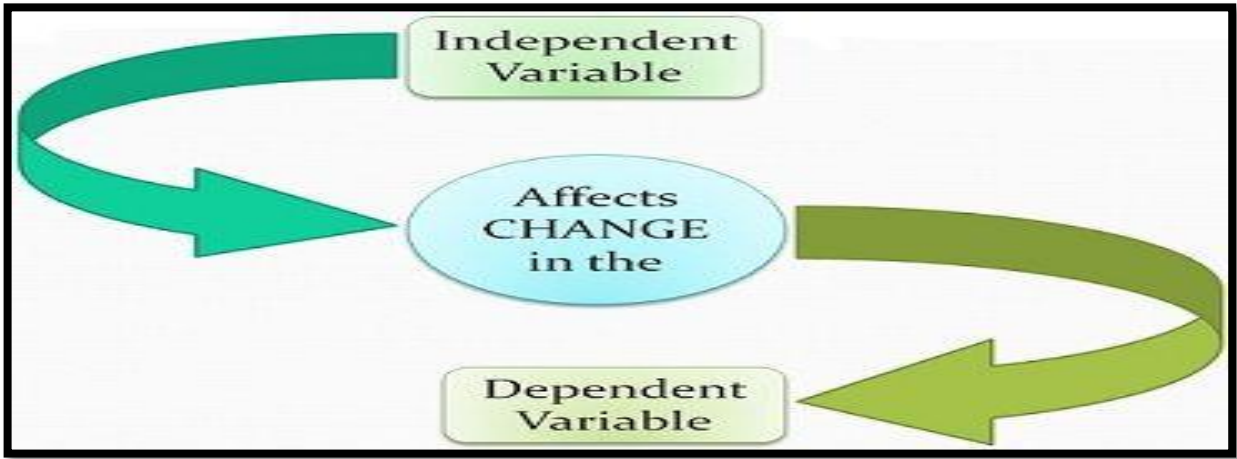 Independent
Variable
Affects
CHANGE
in the
Dependent
Variable